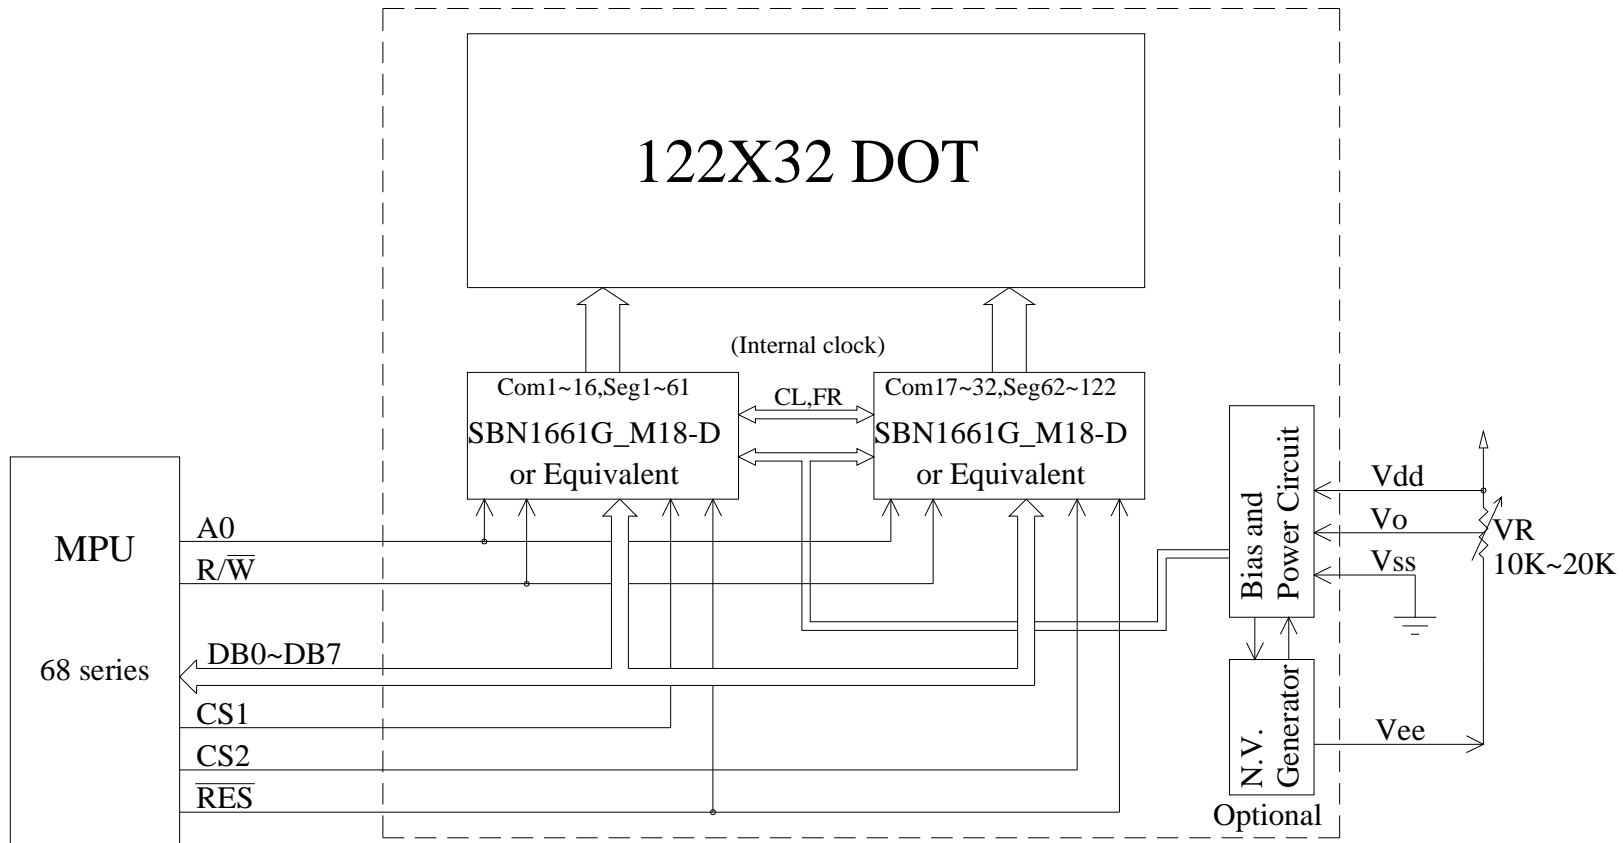 122X32 DOT
(Internal clock)
Com1~16,Seg1~61
SBN1661G_M18-D
or Equivalent
CL,FR
Com17~32,Seg62~122
SBN1661G_M18-D
or Equivalent
MPU
68 series
A0
R/W̅
DB0~DB7
CS1
CS2
R̅E̅S̅
Bias and
Power Circuit
Vdd
Vo
Vss
VR
10K~20K
N.V.
Generator
Vee
Optional